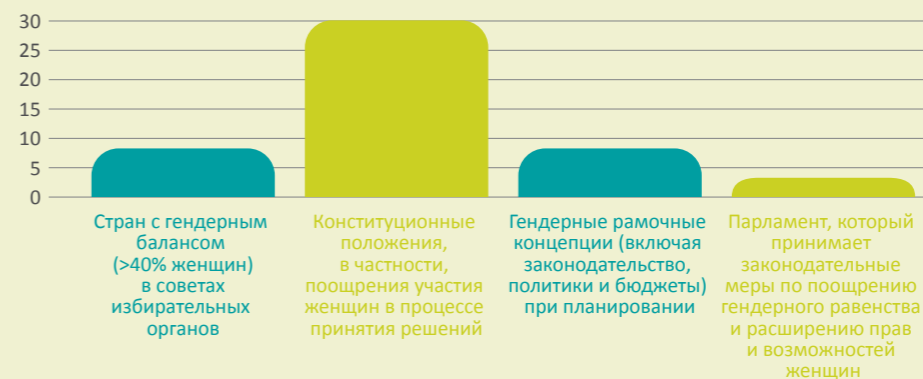 30
25
20
15
10
5
0
Стран с гендерным
балансом
(>40% женщин)
в советах
избирательных
органов
Конституционные
положения,
в частности,
поощрения участия
женщин в процессе
принятия решений
Гендерные рамочные
концепции (включая
законодательство,
политики и бюджеты)
при планировании
Парламент, который
принимает
законодательные
меры по поощрению
гендерного равенства
и расширению прав
и возможностей
женщин